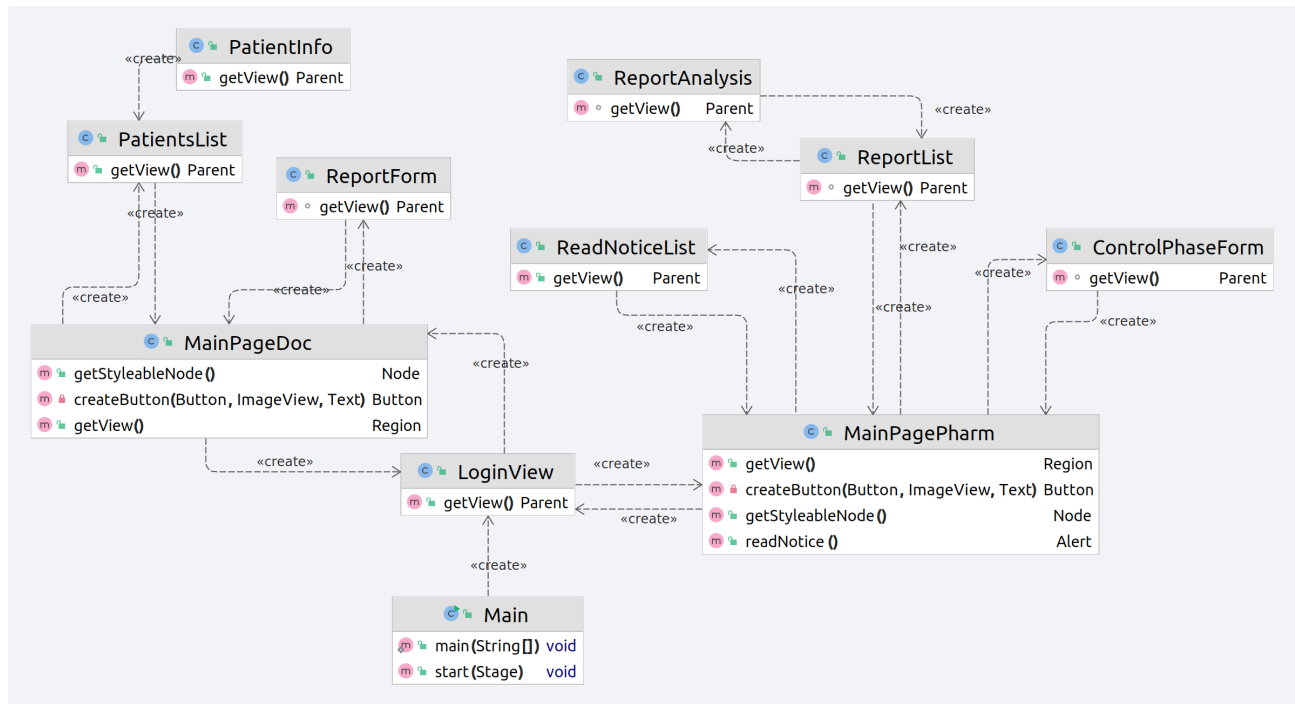 PatientInfo
getView() Parent
«create»
ReportAnalysis
getView() Parent
«create»
PatientsList
getView() Parent
«create»
ReportList
getView() Parent
ReportForm
getView() Parent
«create»
«create»
«create»
«create»
«create»
ReadNoticeList
getView() Parent
«create»
«create»
«create»
«create»
ControlPhaseForm
getView() Parent
«create»
«create»
MainPageDoc
getStyleableNode() Node
createButton(Button, ImageView, Text) Button
getView() Region
«create»
«create»
LoginView
getView() Parent
«create»
«create»
MainPagePharm
getView() Region
createButton(Button, ImageView, Text) Button
getStyleableNode() Node
readNotice () Alert
«create»
Main
main(String[]) void
start(Stage) void